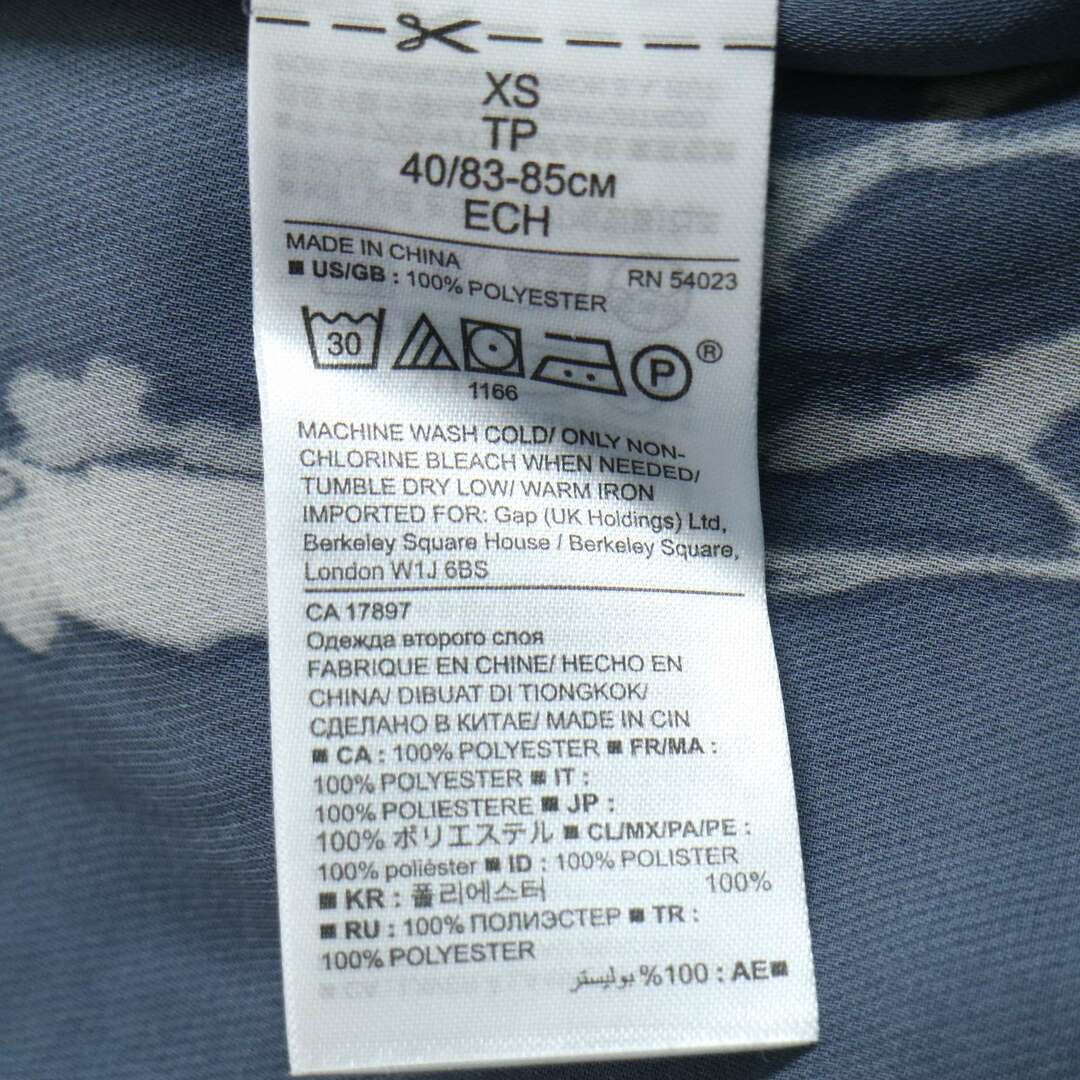 XS
TP
40/83-85СМ
ECH
MADE IN CHINA
RN 54023
■ US/GB : 100% POLYESTER
30
P
®
1166
MACHINE WASH COLD/ ONLY NON-
CHLORINE BLEACH WHEN NEEDED/
TUMBLE DRY LOW/ WARM IRON
IMPORTED FOR: Gap (UK Holdings) Ltd,
Berkeley Square House / Berkeley Square,
London W1J 6BS
CA 17897
Одежда второго слоя
FABRIQUE EN CHINE/ HECHO EN
CHINA/ DIBUAT DI TIONGKOK/
СДЕЛАНО В КИТАЕ/ MADE IN CIN
■ CA : 100% POLYESTER ■ FR/MA :
100% POLYESTER ■ IT :
100% POLIESTERE ■ JP :
100% ポリエステル ■ CL/MX/PA/PE :
100% poliéster ■ ID : 100% POLISTER
■ KR : 폴리에스터 100%
■ RU : 100% ПОЛИЭСТЕР ■ TR :
100% POLYESTER
■AE : 100% بوليستر